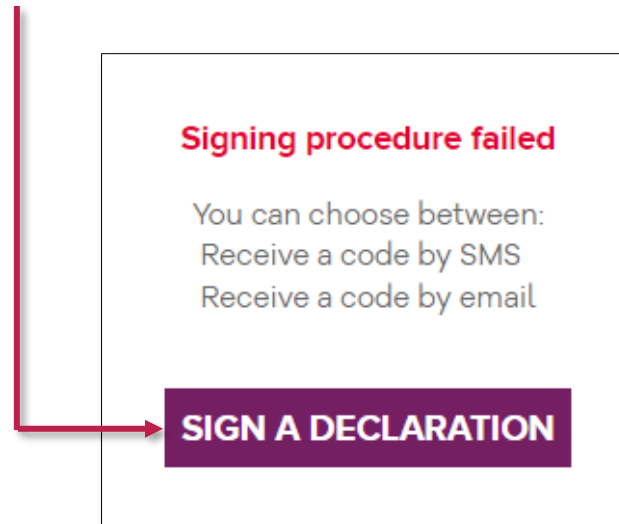 Signing procedure failed
You can choose between:
Receive a code by SMS
Receive a code by email
SIGN A DECLARATION